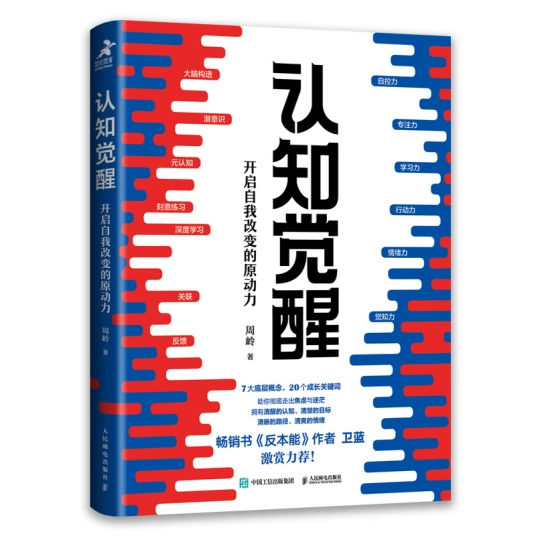 认知觉醒
开启自我改变的原动力
周岭
著
认知觉醒
开启自我改变的原动力
周岭 著
大脑构造
潜意识
元认知
刻意练习
深度学习
关联
反馈
自控力
专注力
学习力
行动力
情绪力
觉知力
7大底层概念，20个成长关键词
助你彻底走出焦虑与迷茫
拥有清醒的认知、清楚的目标
清晰的路径、清爽的情绪
畅销书《反本能》作者 卫蓝
激赏力荐！
中国工信出版集团
人民邮电出版社
人民邮电出版社